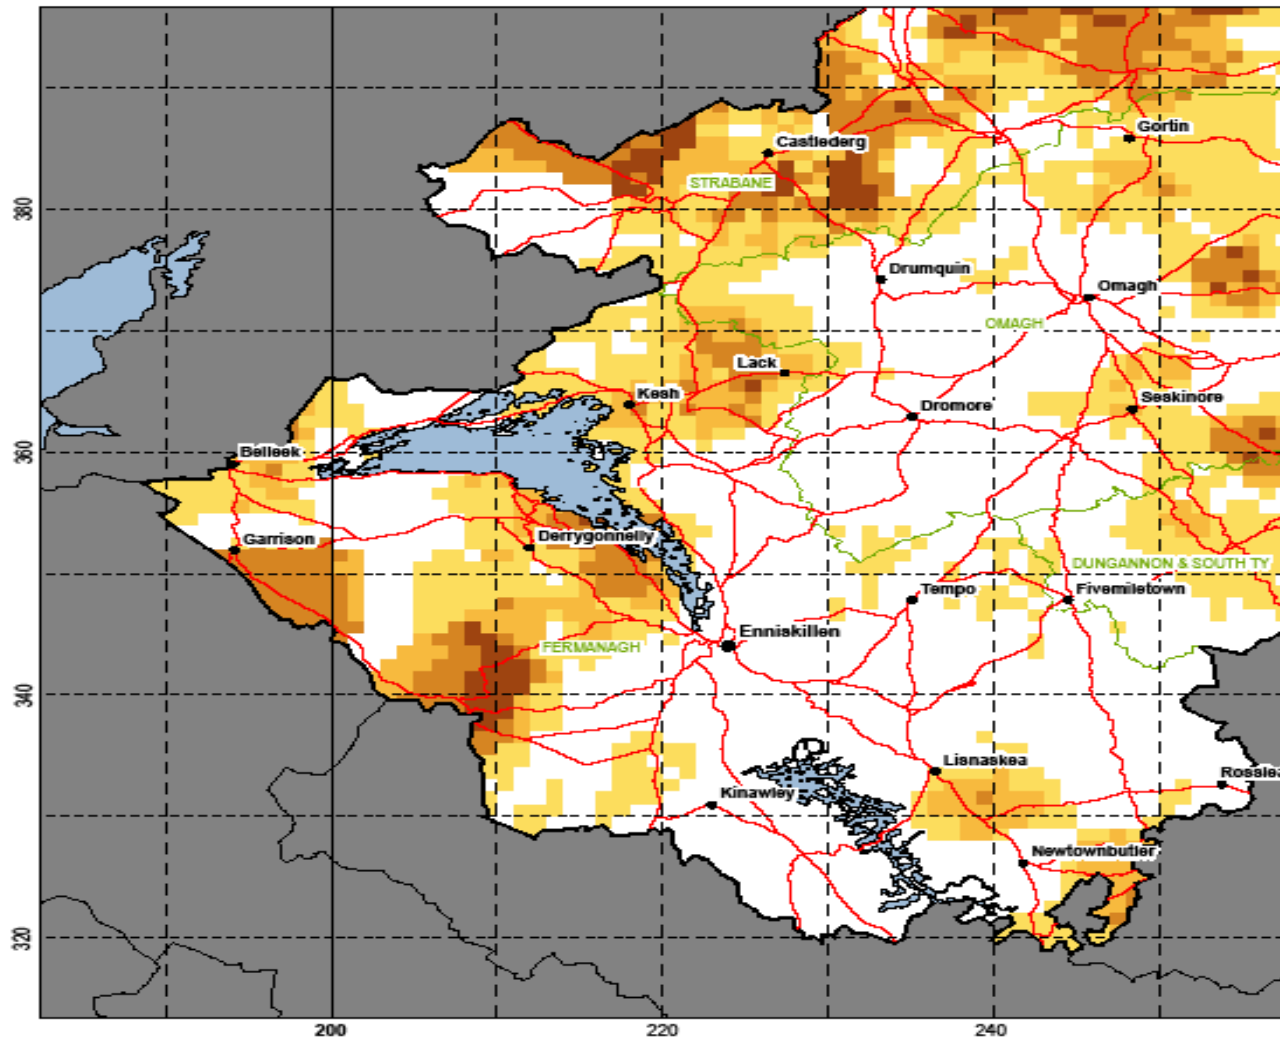 Gortin
Castlederg
STRABANE
380
Drumquin
Omagh
OMAGH
Lack
Kesh
Dromore
Seskinore
360
Belleek
Garrison
Derrygonnelly
DUNGANNON & SOUTH TY
Tempo
Fivemiletown
Enniskillen
FERMANAGH
340
Lisnaskea
Rosslea
Kinawley
Newtownbutler
320
200
220
240